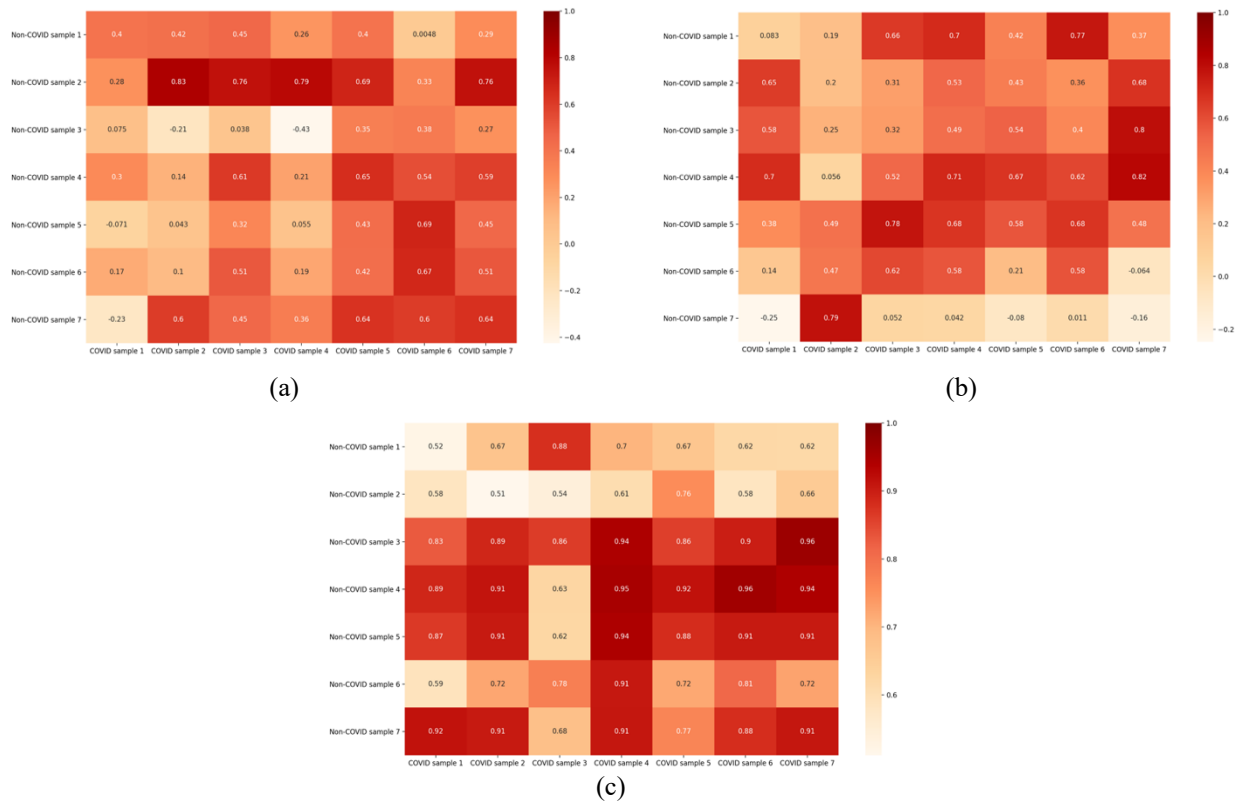 Non-COVID sample 1 0.4 0.42 0.45 0.26 0.4 0.0048 0.29
Non-COVID sample 2 0.28 0.83 0.76 0.79 0.69 0.33 0.76
Non-COVID sample 3 0.075 -0.21 0.038 -0.43 0.35 0.38 0.27
Non-COVID sample 4 0.3 0.14 0.61 0.21 0.65 0.54 0.59
Non-COVID sample 5 -0.071 0.043 0.32 0.055 0.43 0.69 0.45
Non-COVID sample 6 0.17 0.1 0.51 0.19 0.42 0.67 0.51
Non-COVID sample 7 -0.23 0.6 0.45 0.36 0.64 0.6 0.64
COVID sample 1 COVID sample 2 COVID sample 3 COVID sample 4 COVID sample 5 COVID sample 6 COVID sample 7
1.0
0.8
0.6
0.4
0.2
0.0
−0.2
−0.4
(a)
Non-COVID sample 1 0.083 0.19 0.66 0.7 0.42 0.77 0.37
Non-COVID sample 2 0.65 0.2 0.31 0.53 0.43 0.36 0.68
Non-COVID sample 3 0.58 0.25 0.32 0.49 0.54 0.4 0.8
Non-COVID sample 4 0.7 0.056 0.52 0.71 0.67 0.62 0.82
Non-COVID sample 5 0.38 0.49 0.78 0.68 0.58 0.68 0.48
Non-COVID sample 6 0.14 0.47 0.62 0.58 0.21 0.58 -0.064
Non-COVID sample 7 -0.25 0.79 0.052 0.042 -0.08 0.011 -0.16
COVID sample 1 COVID sample 2 COVID sample 3 COVID sample 4 COVID sample 5 COVID sample 6 COVID sample 7
1.0
0.8
0.6
0.4
0.2
0.0
−0.2
(b)
Non-COVID sample 1 0.52 0.67 0.88 0.7 0.67 0.62 0.62
Non-COVID sample 2 0.58 0.51 0.54 0.61 0.76 0.58 0.66
Non-COVID sample 3 0.83 0.89 0.86 0.94 0.86 0.9 0.96
Non-COVID sample 4 0.89 0.91 0.63 0.95 0.92 0.96 0.94
Non-COVID sample 5 0.87 0.91 0.62 0.94 0.88 0.91 0.91
Non-COVID sample 6 0.59 0.72 0.78 0.91 0.72 0.81 0.72
Non-COVID sample 7 0.92 0.91 0.68 0.91 0.77 0.88 0.91
COVID sample 1 COVID sample 2 COVID sample 3 COVID sample 4 COVID sample 5 COVID sample 6 COVID sample 7
1.0
0.9
0.8
0.7
0.6
(c)